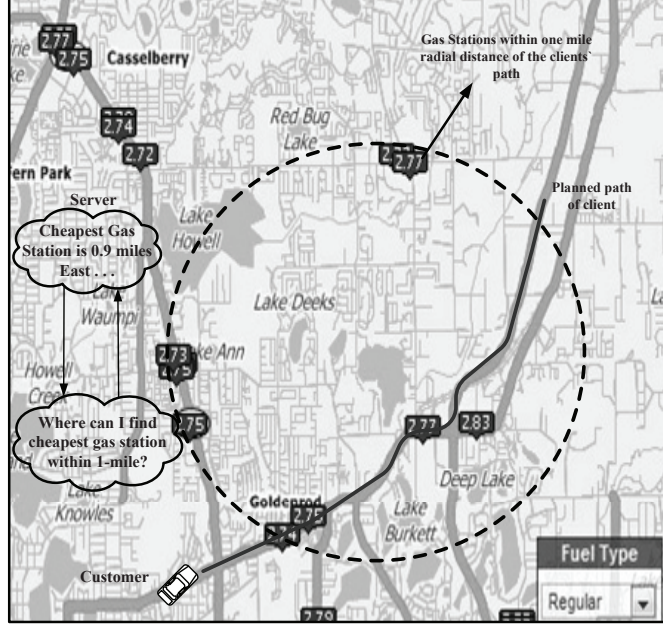 2.77
2.75
Casselberry
Gas Stations within one mile
radial distance of the clients`
path
2.74
2.72
Red Bug
Lake
2.77
ern Park
Server
Planned path
of client
Cheapest Gas
Station is 0.9 miles
East . . .
Lake
Howell
Lake
Waumpi
Lake Deeks
2.73
ke Ann
Howell
Cre
Where can I find
cheapest gas station
within 1-mile?
2.75
2.77
2.83
Lake
Knowles
Deep Lake
Goldenrod
2.75
Lake
Burkett
Customer
Fuel Type
Regular
2.79